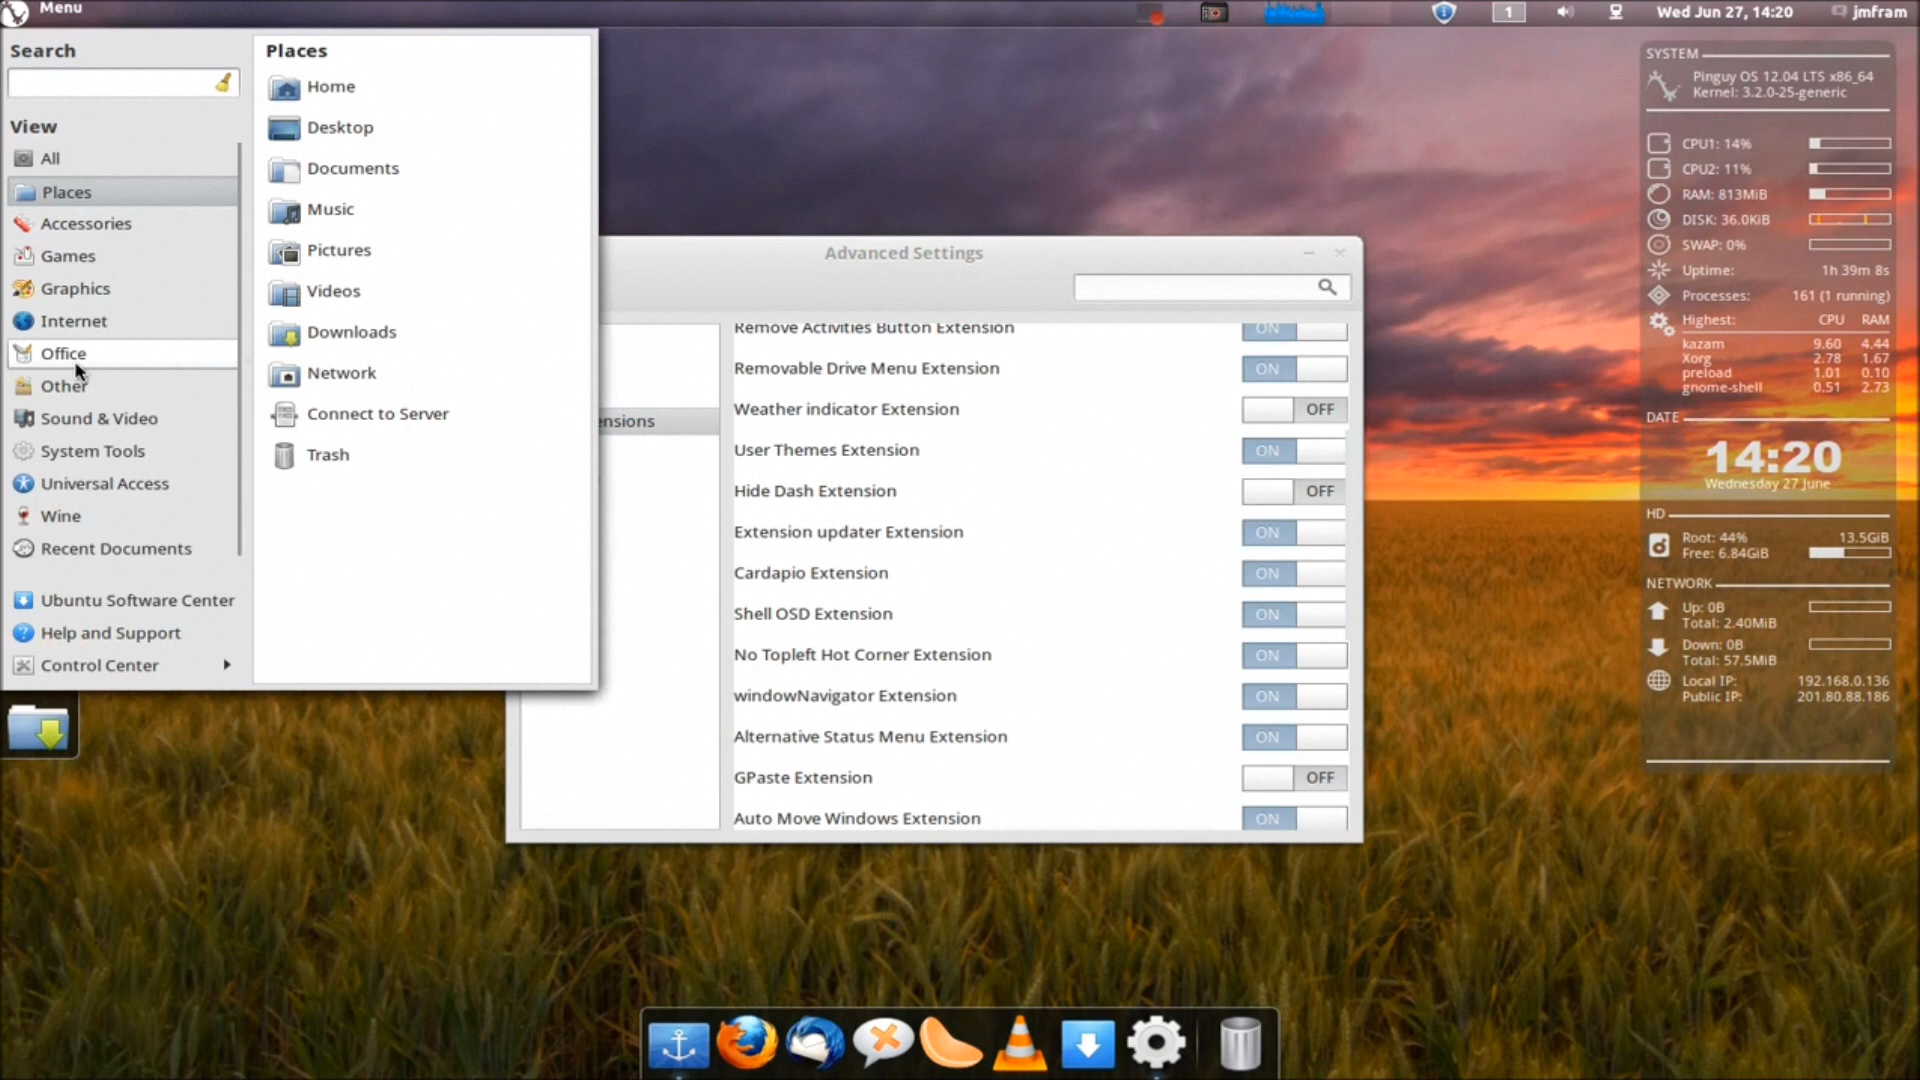 Menu
1
Wed Jun 27, 14:20
jmfram
Search
View
All
Places
Accessories
Games
Graphics
Internet
Office
Other
Sound & Video
System Tools
Universal Access
Wine
Recent Documents
Ubuntu Software Center
Help and Support
Control Center
Places
Home
Desktop
Documents
Music
Pictures
Videos
Downloads
Network
Connect to Server
Trash
Advanced Settings
ensions
Remove Activities Button Extension ON
Removable Drive Menu Extension ON
Weather indicator Extension OFF
User Themes Extension ON
Hide Dash Extension OFF
Extension updater Extension ON
Cardapio Extension ON
Shell OSD Extension ON
No Topleft Hot Corner Extension ON
windowNavigator Extension ON
Alternative Status Menu Extension ON
GPaste Extension OFF
Auto Move Windows Extension ON
SYSTEM
Pinguy OS 12.04 LTS x86_64
Kernel: 3.2.0-25-generic
CPU1: 14%
CPU2: 11%
RAM: 813MiB
DISK: 36.0KiB
SWAP: 0%
Uptime: 1h 39m 8s
Processes: 161 (1 running)
Highest: CPU RAM
kazam 9.60 4.44
Xorg 2.78 1.67
preload 1.01 0.10
gnome-shell 0.51 2.73
DATE
14:20
Wednesday 27 June
HD
Root: 44% 13.5GiB
Free: 6.84GiB
NETWORK
Up: 0B
Total: 2.40MiB
Down: 0B
Total: 57.5MiB
Local IP: 192.168.0.136
Public IP: 201.80.88.186